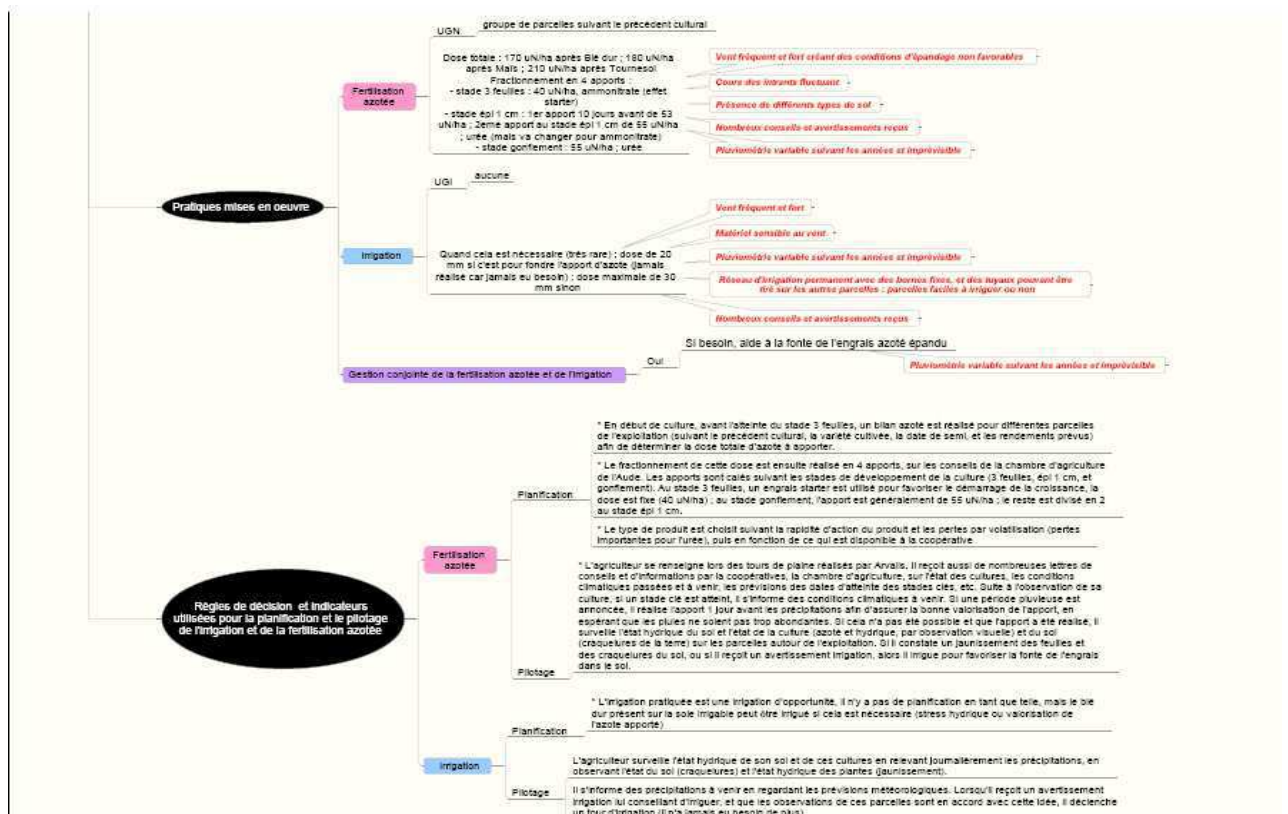 UGN
groupe de parcelles suivant le précédent cultural
Dose totale : 170 uN/ha après Blé dur ; 180 uN/ha
après Maïs ; 210 uN/ha après Tournesol
Fractionnement en 4 apports :
- stade 3 feuilles : 40 uN/ha, ammonitrate (effet
starter)
- stade épi 1 cm : 1er apport 10 jours avant de 53
uN/ha ; 2eme apport au stade épi 1 cm de 55 uN/ha
; urée (mais va changer pour ammonitrate)
- stade gonflement : 55 uN/ha ; urée
Fertilisation
azotée
Vent fréquent et fort créant des conditions d'épandage non favorables
Cours des intrants fluctuant
Présence de différents types de sol
Nombreux conseils et avertissements reçus
Pluviométrie variable suivant les années et imprévisible
Pratiques mises en oeuvre
UGI
aucune
Irrigation
Quand cela est nécessaire (très rare) ; dose de 20
mm si c'est pour fondre l'apport d'azote (jamais
réalisé car jamais eu besoin) ; dose maximale de 30
mm sinon
Vent fréquent et fort
Matériel sensible au vent
Pluviométrie variable suivant les années et imprévisible
Réseau d'irrigation permanent avec des bornes fixes, et des tuyaux pouvant être
tiré sur les autres parcelles : parcelles faciles à irriguer ou non
Nombreux conseils et avertissements reçus
Gestion conjointe de la fertilisation azotée et de l'irrigation
Oui
Si besoin, aide à la fonte de l'engrais azoté épandu
Pluviométrie variable suivant les années et imprévisible
Règles de décision et indicateurs
utilisées pour la planification et le pilotage
de l'irrigation et de la fertilisation azotée
Fertilisation
azotée
Planification
* En début de culture, avant l'atteinte du stade 3 feuilles, un bilan azoté est réalisé pour différentes parcelles
de l'exploitation (suivant le précédent cultural, la variété cultivée, la date de semi, et les rendements prévus)
afin de déterminer la dose totale d'azote à apporter.
* Le fractionnement de cette dose est ensuite réalisé en 4 apports, sur les conseils de la chambre d'agriculture
de l'Aude. Les apports sont calés suivant les stades de développement de la culture (3 feuilles, épi 1 cm, et
gonflement). Au stade 3 feuilles, un engrais starter est utilisé pour favoriser le démarrage de la croissance, la
dose est fixe (40 uN/ha) ; au stade gonflement, l'apport est généralement de 55 uN/ha ; le reste est divisé en 2
au stade épi 1 cm.
* Le type de produit est choisit suivant la rapidité d'action du produit et les pertes par volatilisation (pertes
importantes pour l'urée), puis en fonction de ce qui est disponible à la coopérative
Pilotage
* L'agriculteur se renseigne lors des tours de plaine réalisés par Arvalis. Il reçoit aussi de nombreuses lettres de
conseils et d'informations par la coopératives, la chambre d'agriculture, sur l'état des cultures, les conditions
climatiques passées et à venir, les prévisions des dates d'atteinte des stades clés, etc. Suite à l'observation de sa
culture, si un stade clé est atteint, il s'informe des conditions climatiques à venir. Si une période pluvieuse est
annoncée, il réalise l'apport 1 jour avant les précipitations afin d'assurer la bonne valorisation de l'apport, en
espérant que les pluies ne soient pas trop abondantes. Si cela n'a pas été possible et que l'apport a été réalisé, il
surveille l'état hydrique du sol et l'état de la culture (azoté et hydrique, par observation visuelle) et du sol
(craquelures de la terre) sur les parcelles autour de l'exploitation. Si il constate un jaunissement des feuilles et
des craquelures du sol, ou si il reçoit un avertissement irrigation, alors il irrigue pour favoriser la fonte de l'engrais
dans le sol.
Irrigation
Planification
* L'irrigation pratiquée est une irrigation d'opportunité, il n'y a pas de planification en tant que telle, mais le blé
dur présent sur la sole irrigable peut être irrigué si cela est nécessaire (stress hydrique ou valorisation de
l'azote apporté)
Pilotage
L'agriculteur surveille l'état hydrique de son sol et de ces cultures en relevant journalièrement les précipitations, en
observant l'état du sol (craquelures) et l'état hydrique des plantes (jaunissement).
Il s'informe des précipitations à venir en regardant les prévisions météorologiques. Lorsqu'il reçoit un avertissement
irrigation lui conseillant d'irriguer, et que les observations de ces parcelles sont en accord avec cette idée, il déclenche
un tour d'irrigation (il n'a jamais eu besoin de plus)